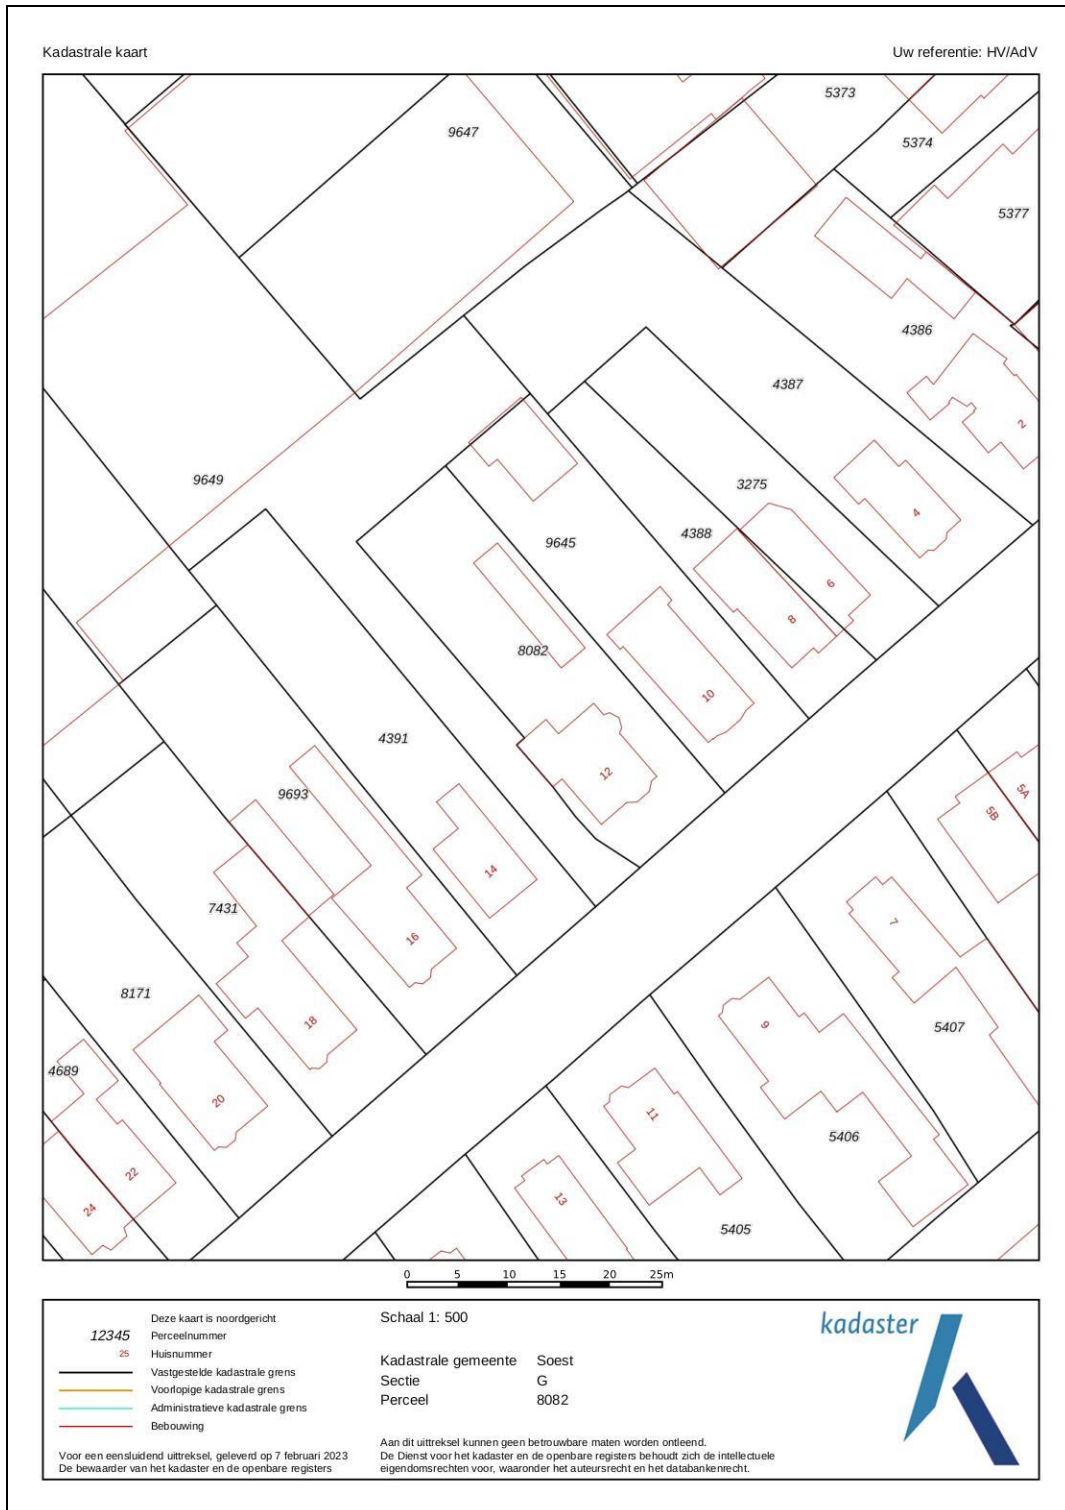 Kadastrale kaart
Uw referentie: HV/AdV
5373
9647
5374
5377
4386
4387
2
9649
3275
4
4388
9645
6
8
8082
10
4391
12
9693
5A
5B
14
7431
7
16
8171
18
9
5407
4689
20
11
5406
22
13
24
5405
0 5 10 15 20 25m
Deze kaart is noordgericht
12345 Perceelnummer
25 Huisnummer
Vastgestelde kadastrale grens
Voorlopige kadastrale grens
Administratieve kadastrale grens
Bebouwing
Voor een eensluidend uittreksel, geleverd op 7 februari 2023
De bewaarder van het kadaster en de openbare registers
Schaal 1: 500
Kadastrale gemeente Soest
Sectie G
Perceel 8082
Aan dit uittreksel kunnen geen betrouwbare maten worden ontleend.
De Dienst voor het kadaster en de openbare registers behoudt zich de intellectuele
eigendomsrechten voor, waaronder het auteursrecht en het databankenrecht.
kadaster